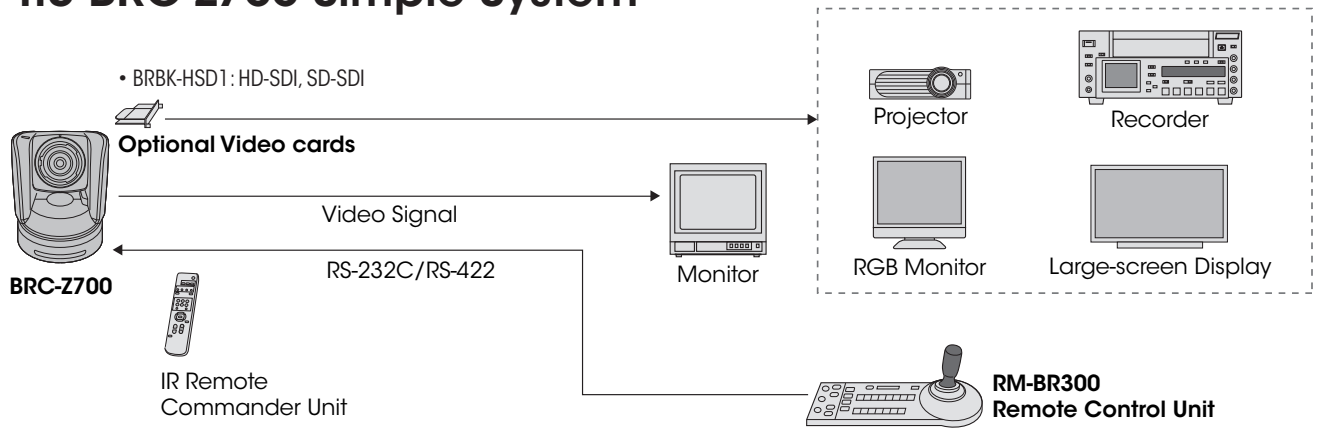 • BRBK-HSD1: HD-SDI, SD-SDI
Optional Video cards
BRC-Z700
Video Signal
RS-232C/RS-422
IR Remote
Commander Unit
Monitor
Projector
Recorder
RGB Monitor
Large-screen Display
RM-BR300
Remote Control Unit